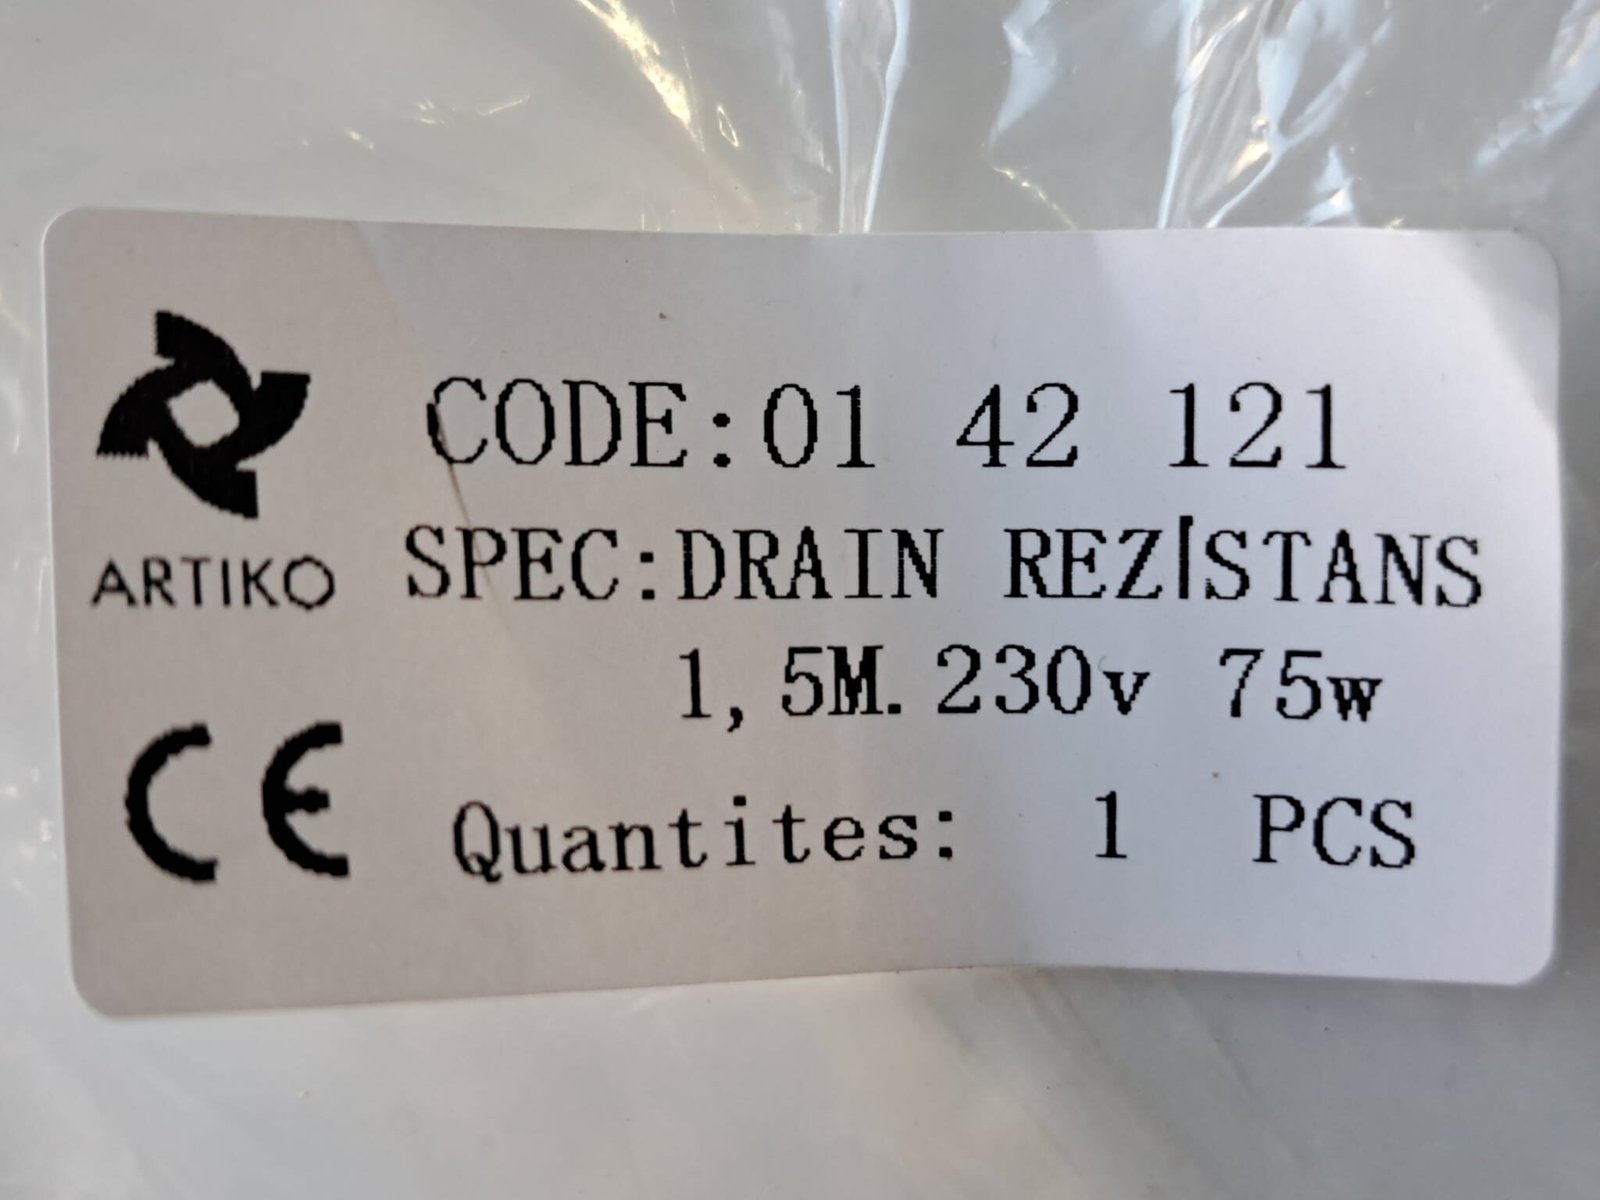 CODE:01 42 121
ARTIKO
SPEC:DRAIN REZİSTANS
1,5M.230v 75w
CE
Quantites: 1 PCS